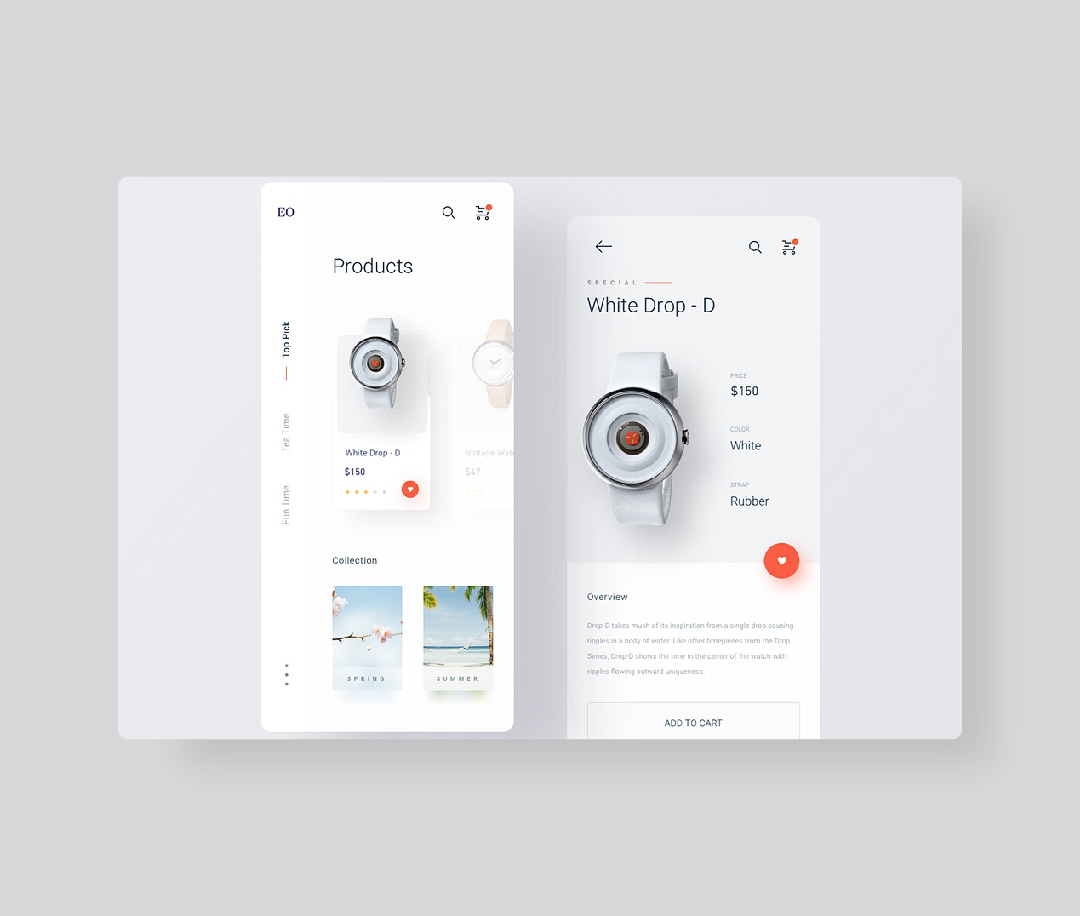 EO
Products
Top Pick
Tea Time
Fun Time
White Drop - D
$150
Vintage Wat
$47
Collection
SPRING
SUMMER
SPECIAL
White Drop - D
PRICE
$150
COLOR
White
STRAP
Rubber
Overview
Drop-D takes much of its inspiration from a single drop causing
ripples in a body of water. Like other timepieces from the Drop
Series, Drop-D shows the time in the center of the watch with
ripples flowing outward uniqueness.
ADD TO CART